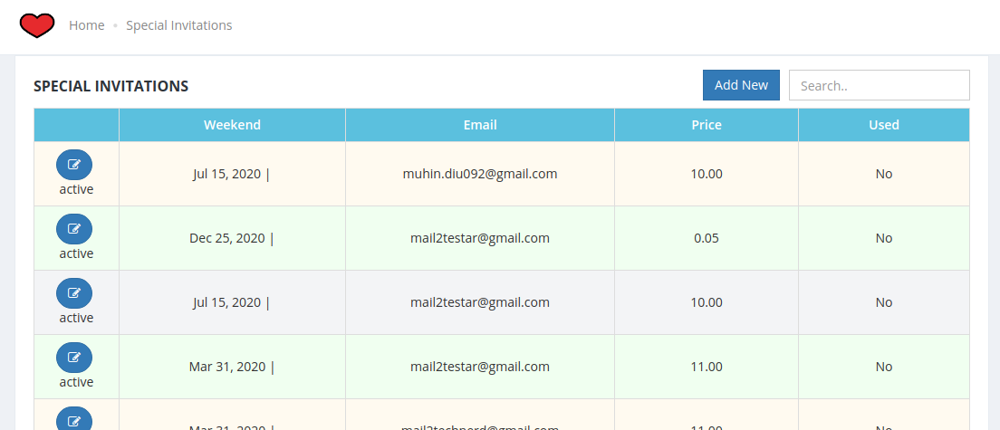 Home • Special Invitations
SPECIAL INVITATIONS
Add New
Search..
Weekend Email Price Used
Jul 15, 2020 | muhin.diu092@gmail.com 10.00 No
active
Dec 25, 2020 | mail2testar@gmail.com 0.05 No
active
Jul 15, 2020 | mail2testar@gmail.com 10.00 No
active
Mar 31, 2020 | mail2testar@gmail.com 11.00 No
active
Mar 31, 2020 | mail2technerd@gmail.com 11.00 No